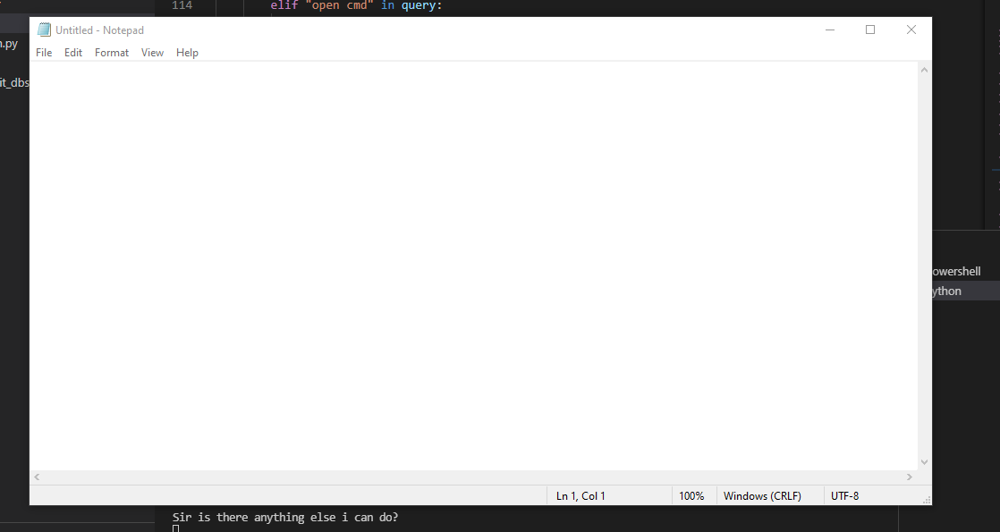 114 elif "open cmd" in query:
Untitled - Notepad
.py
File Edit Format View Help
it_dbs
owershell
ython
Ln 1, Col 1 100% Windows (CRLF) UTF-8
Sir is there anything else i can do?